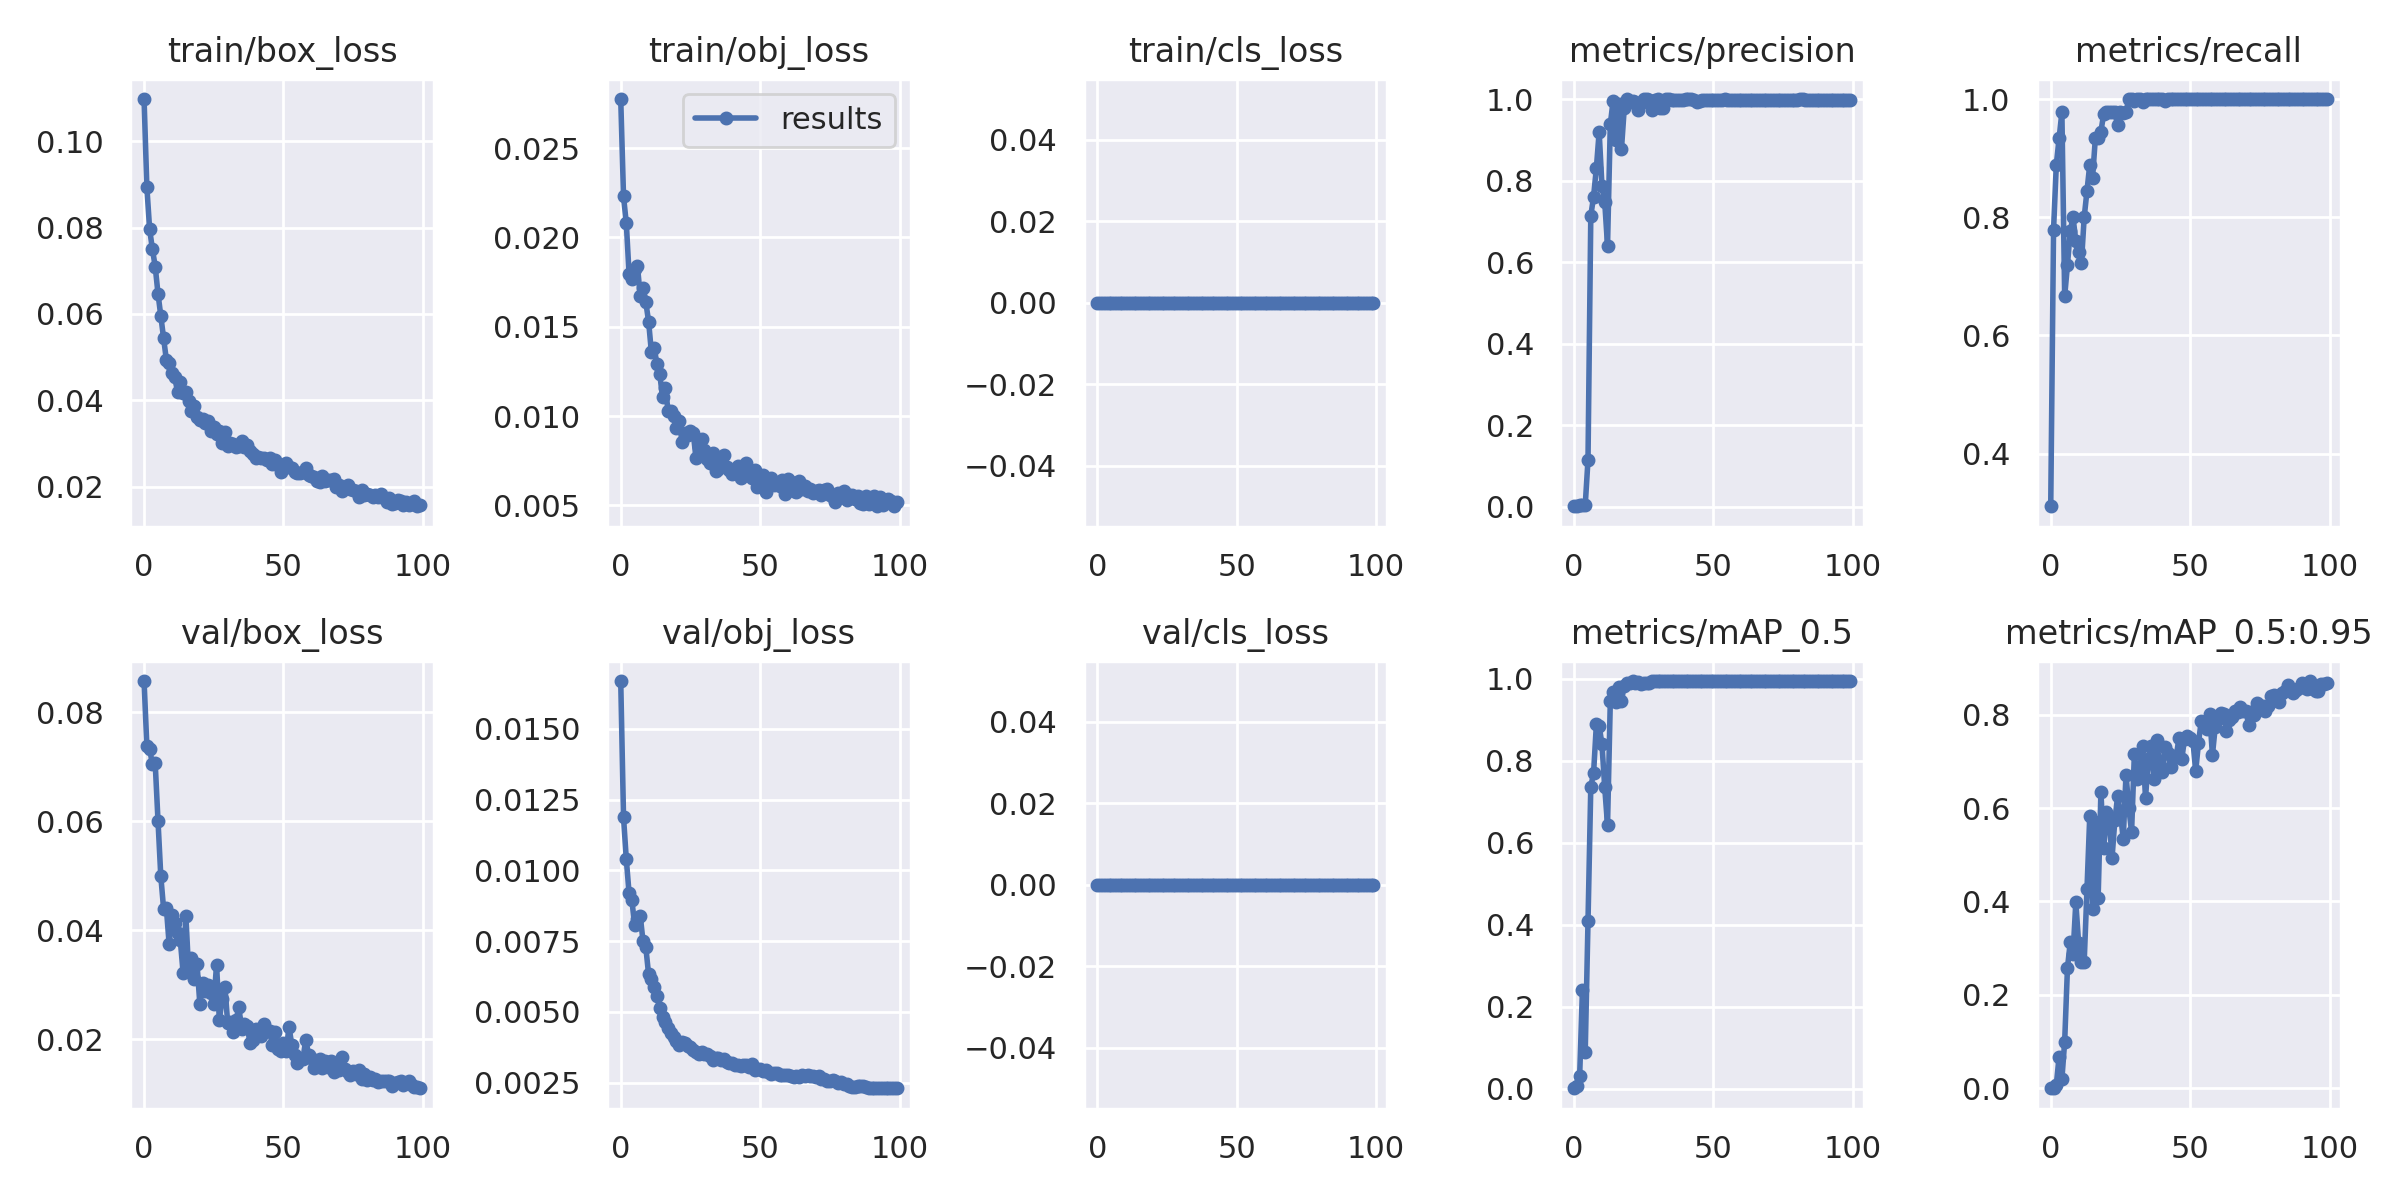 train/box_loss
0.10
0.08
0.06
0.04
0.02
0 50 100
train/obj_loss
results
0.025
0.020
0.015
0.010
0.005
0 50 100
train/cls_loss
0.04
0.02
0.00
−0.02
−0.04
0 50 100
metrics/precision
1.0
0.8
0.6
0.4
0.2
0.0
0 50 100
metrics/recall
1.0
0.8
0.6
0.4
0 50 100
val/box_loss
0.08
0.06
0.04
0.02
0 50 100
val/obj_loss
0.0150
0.0125
0.0100
0.0075
0.0050
0.0025
0 50 100
val/cls_loss
0.04
0.02
0.00
−0.02
−0.04
0 50 100
metrics/mAP_0.5
1.0
0.8
0.6
0.4
0.2
0.0
0 50 100
metrics/mAP_0.5:0.95
0.8
0.6
0.4
0.2
0.0
0 50 100